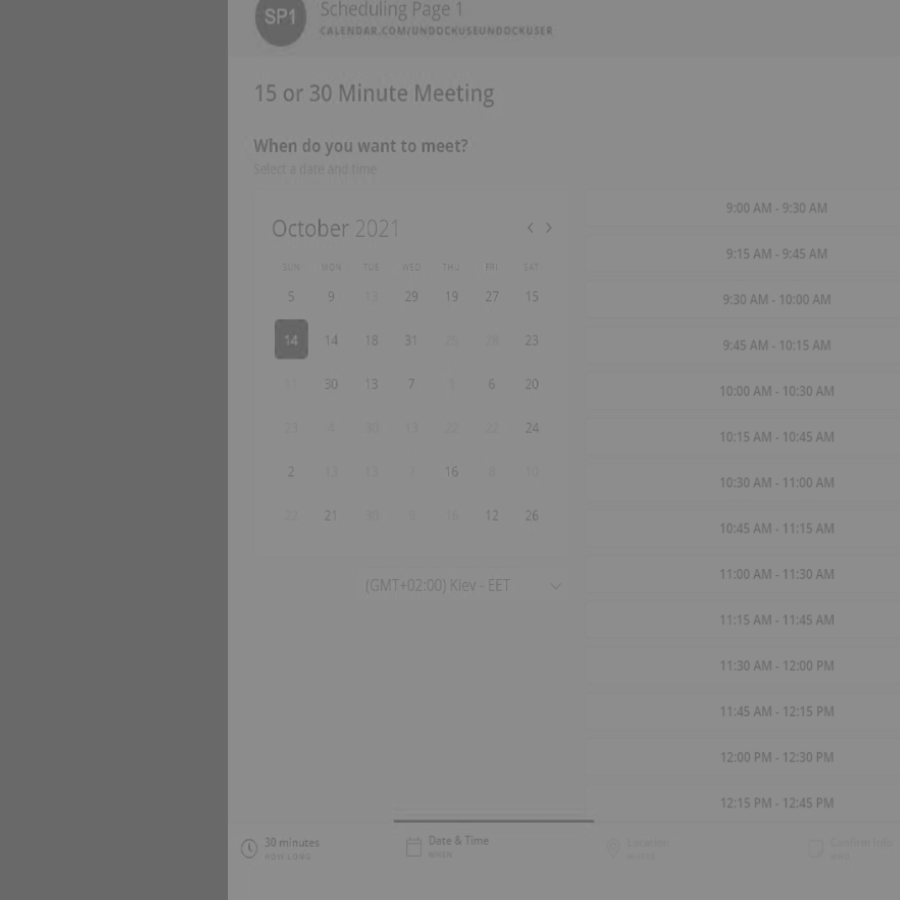 SP1
Scheduling Page 1
CALENDAR.COM/UNDDCKUSEUNDDCKUSER
15 or 30 Minute Meeting
When do you want to meet?
Select a date and time
October 2021
SUN MON TUE WED THU FRI SAT
5 9 13 29 19 27 15
14 14 18 31 26 28 23
11 30 13 7 6 20
23 4 30 13 22 22 24
2 13 13 7 16 8 10
22 21 30 16 12 26
(GMT+02:00) Kiev - EET
9:00 AM - 9:30 AM
9:15 AM - 9:45 AM
9:30 AM - 10:00 AM
9:45 AM - 10:15 AM
10:00 AM - 10:30 AM
10:15 AM - 10:45 AM
10:30 AM - 11:00 AM
10:45 AM - 11:15 AM
11:00 AM - 11:30 AM
11:15 AM - 11:45 AM
11:30 AM - 12:00 PM
11:45 AM - 12:15 PM
12:00 PM - 12:30 PM
12:15 PM - 12:45 PM
30 minutes
HOW LONG
Date & Time
WHEN
Location
WHERE
Confirm Info
WHO